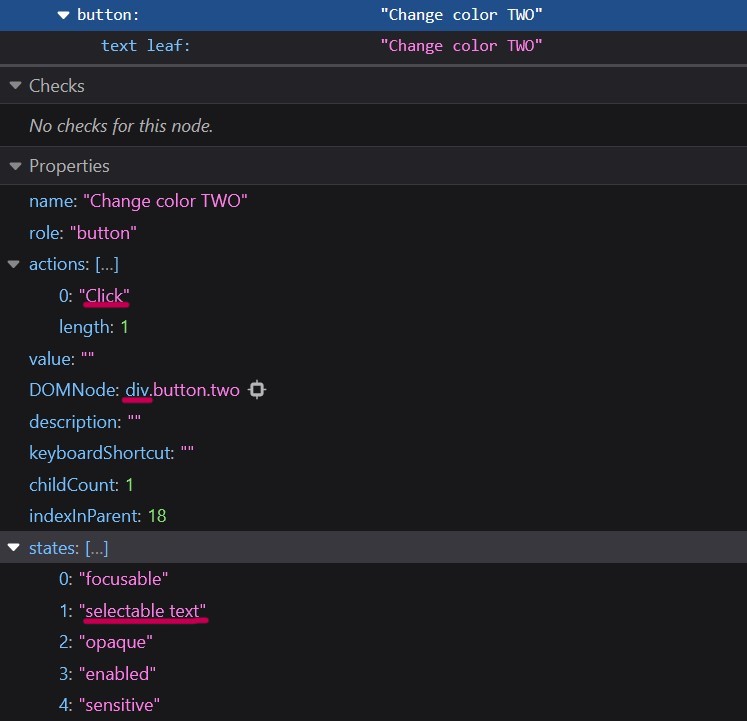 button: "Change color TWO"
text leaf: "Change color TWO"
Checks
No checks for this node.
Properties
name: "Change color TWO"
role: "button"
actions: […]
0: "Click"
length: 1
value: ""
DOMNode: div.button.two
description: ""
keyboardShortcut: ""
childCount: 1
indexInParent: 18
states: […]
0: "focusable"
1: "selectable text"
2: "opaque"
3: "enabled"
4: "sensitive"